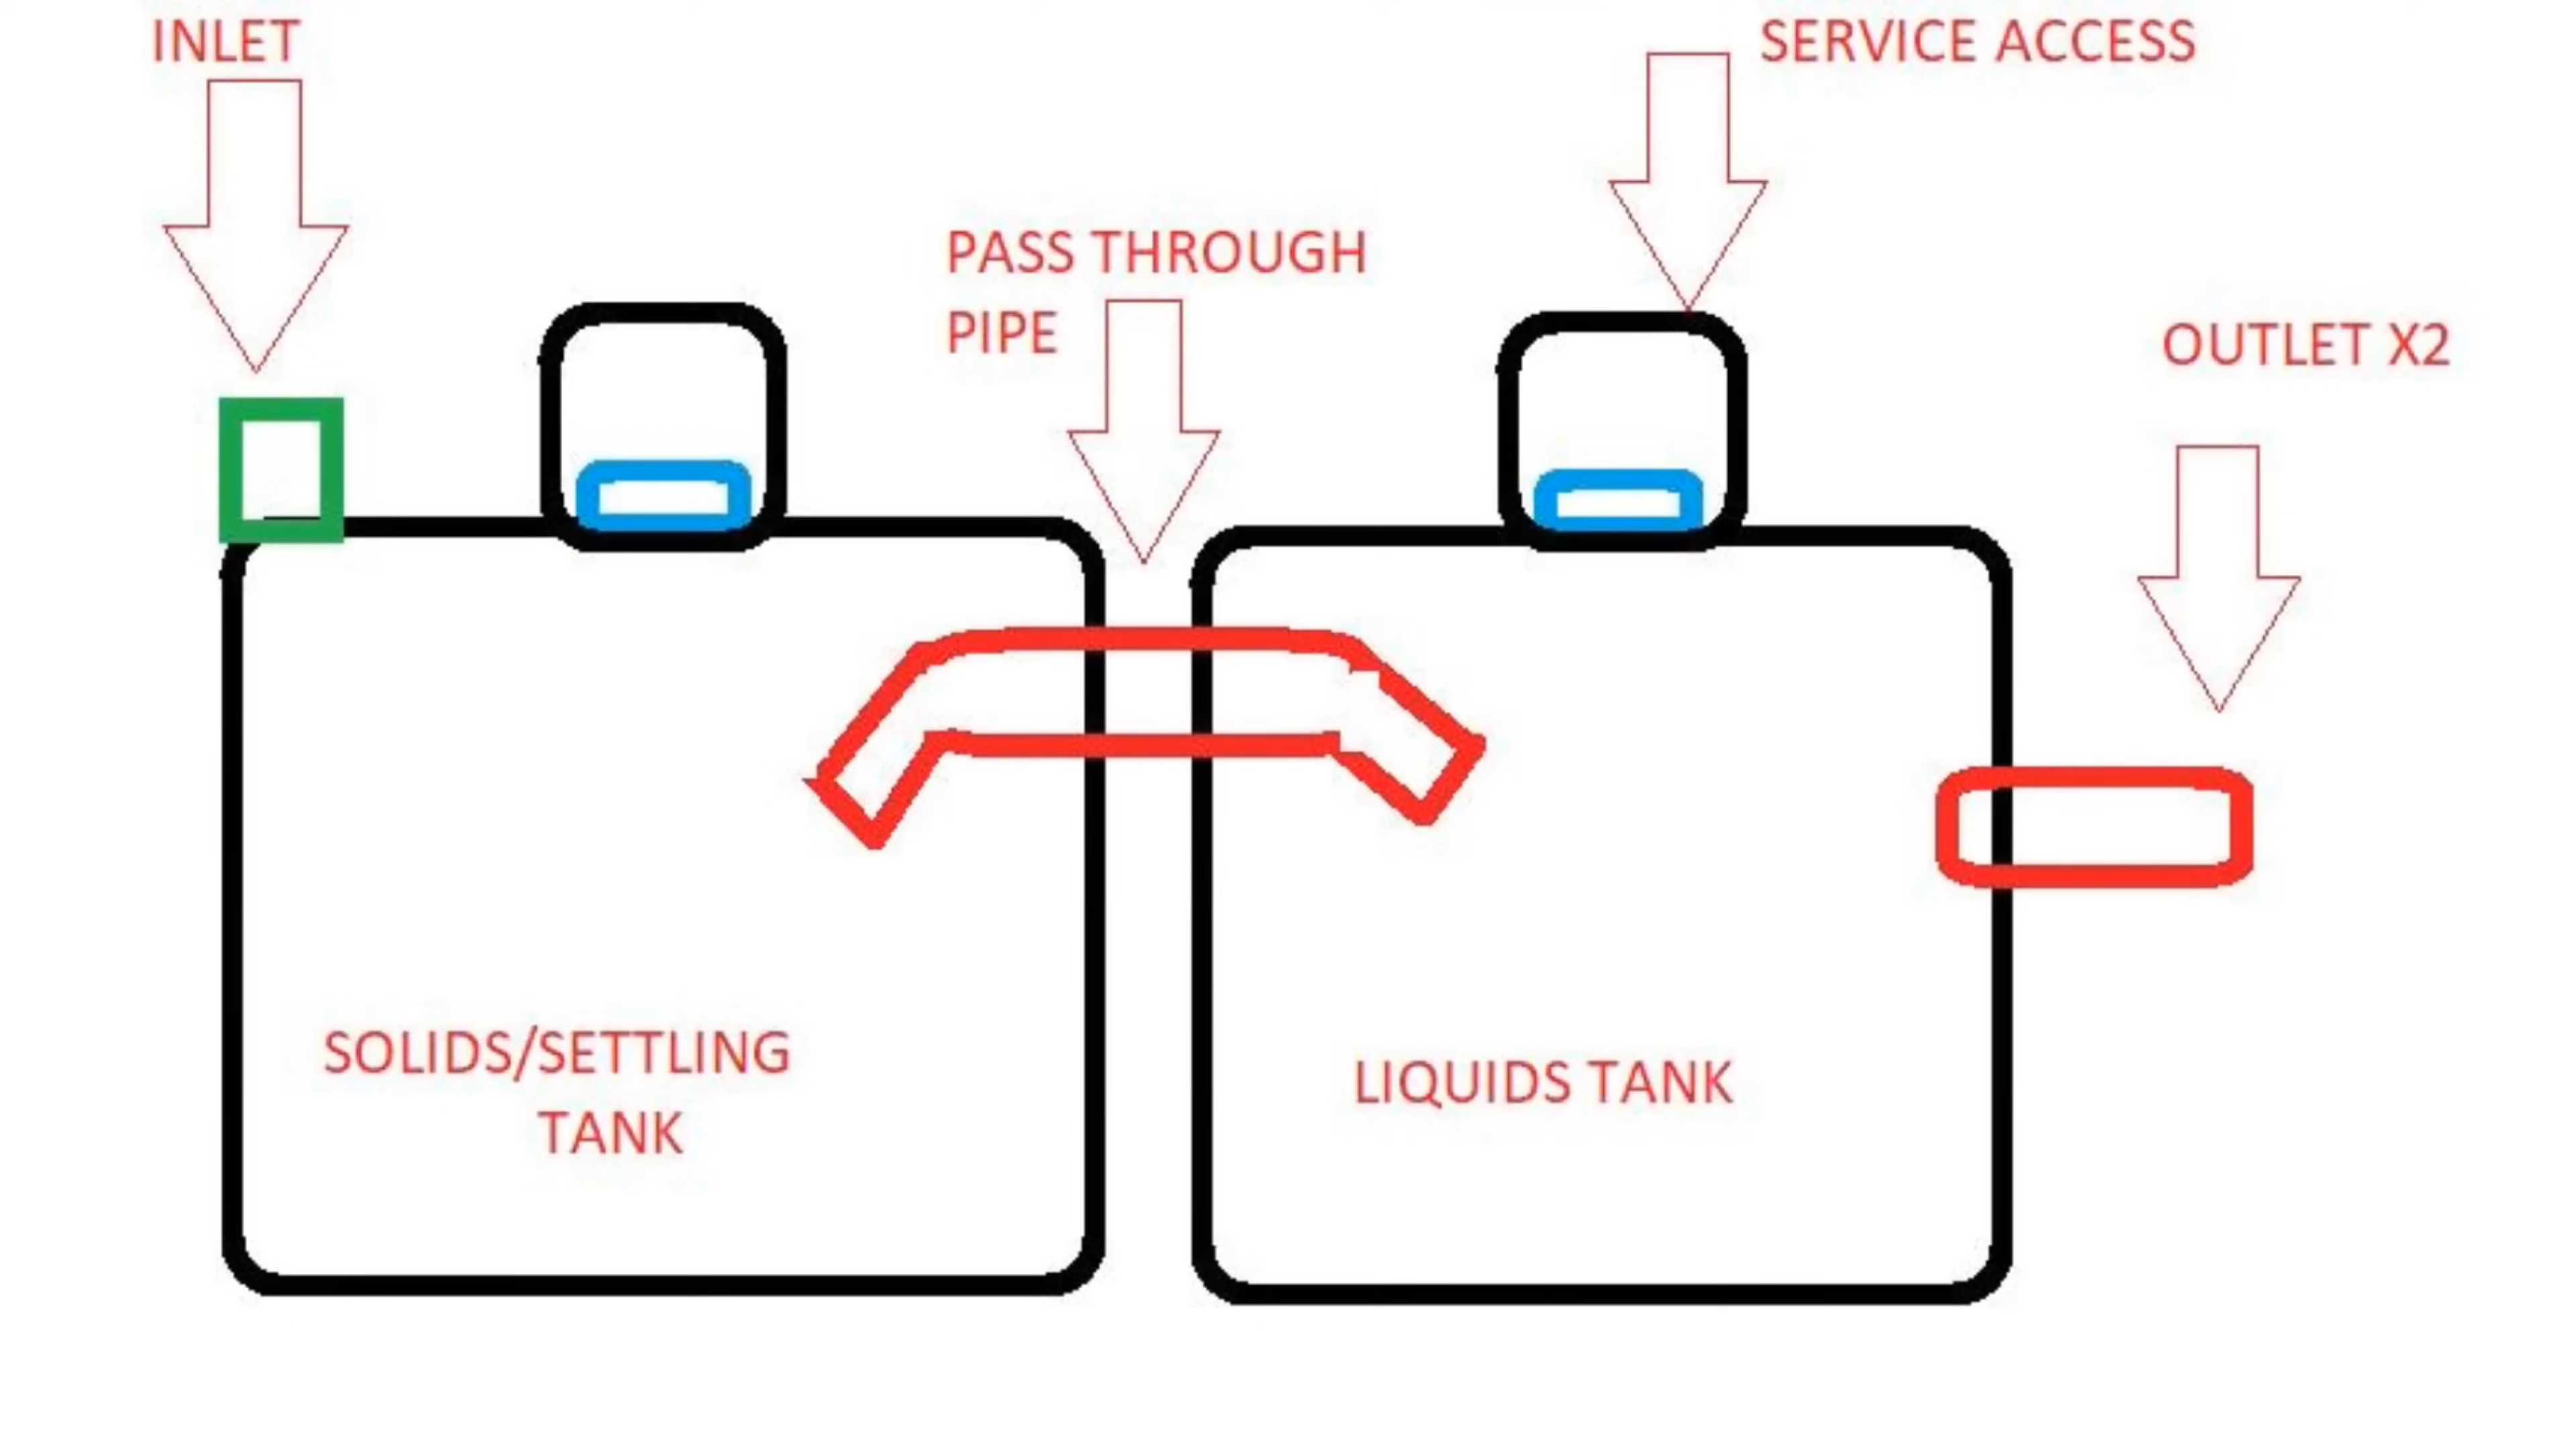 INLET
SERVICE ACCESS
PASS THROUGH
PIPE
OUTLET X2
SOLIDS/SETTLING
TANK
LIQUIDS TANK